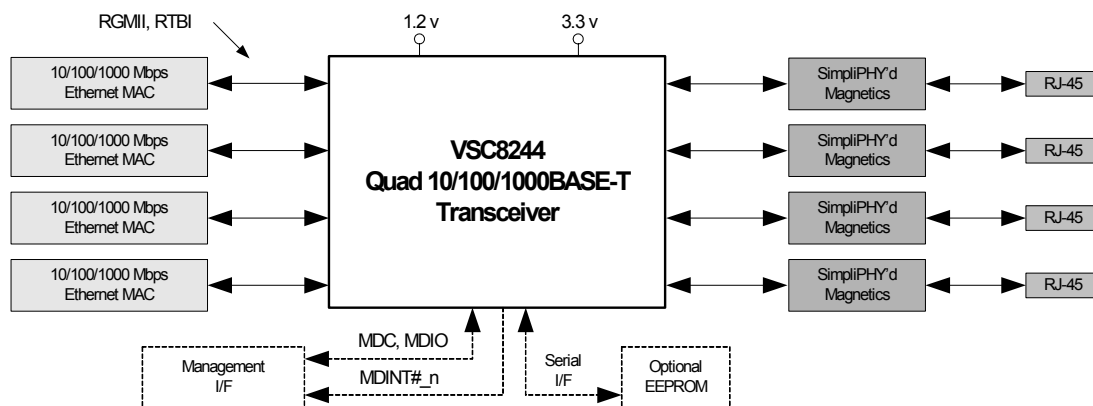 RGMII, RTBI
1.2 v
3.3 v
10/100/1000 Mbps
Ethernet MAC
10/100/1000 Mbps
Ethernet MAC
10/100/1000 Mbps
Ethernet MAC
10/100/1000 Mbps
Ethernet MAC
VSC8244
Quad 10/100/1000BASE-T
Transceiver
SimpliPHY'd
Magnetics
RJ-45
SimpliPHY'd
Magnetics
RJ-45
SimpliPHY'd
Magnetics
RJ-45
SimpliPHY'd
Magnetics
RJ-45
Management
I/F
MDC, MDIO
MDINT#_n
Serial
I/F
Optional
EEPROM